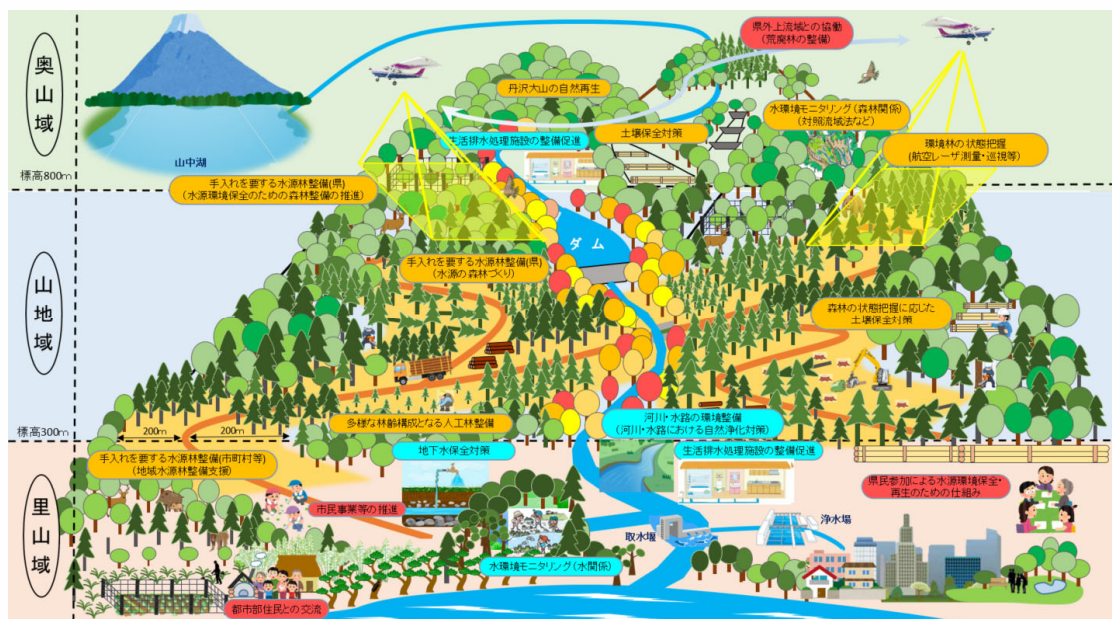 奥山域
山地域
里山域
標高800m
標高300m
山中湖
県外上流域との協働
(荒廃林の整備)
丹沢大山の自然再生
水環境モニタリング(森林関係)
(対照流域法など)
生活排水処理施設の整備促進
土壌保全対策
環境林の状態把握
(航空レーザ測量・巡視等)
手入れを要する水源林整備(県)
(水源環境保全のための森林整備の推進)
ダム
手入れを要する水源林整備(県)
(水源の森林づくり)
森林の状態把握に応じた
土壌保全対策
多様な林齢構成となる人工林整備
河川・水路の環境整備
(河川・水路における自然浄化対策)
200m
200m
手入れを要する水源林整備(市町村等)
(地域水源林整備支援)
地下水保全対策
生活排水処理施設の整備促進
県民参加による水源環境保全・
再生のための仕組み
市民事業等の推進
取水堰
浄水場
水環境モニタリング(水関係)
都市部住民との交流